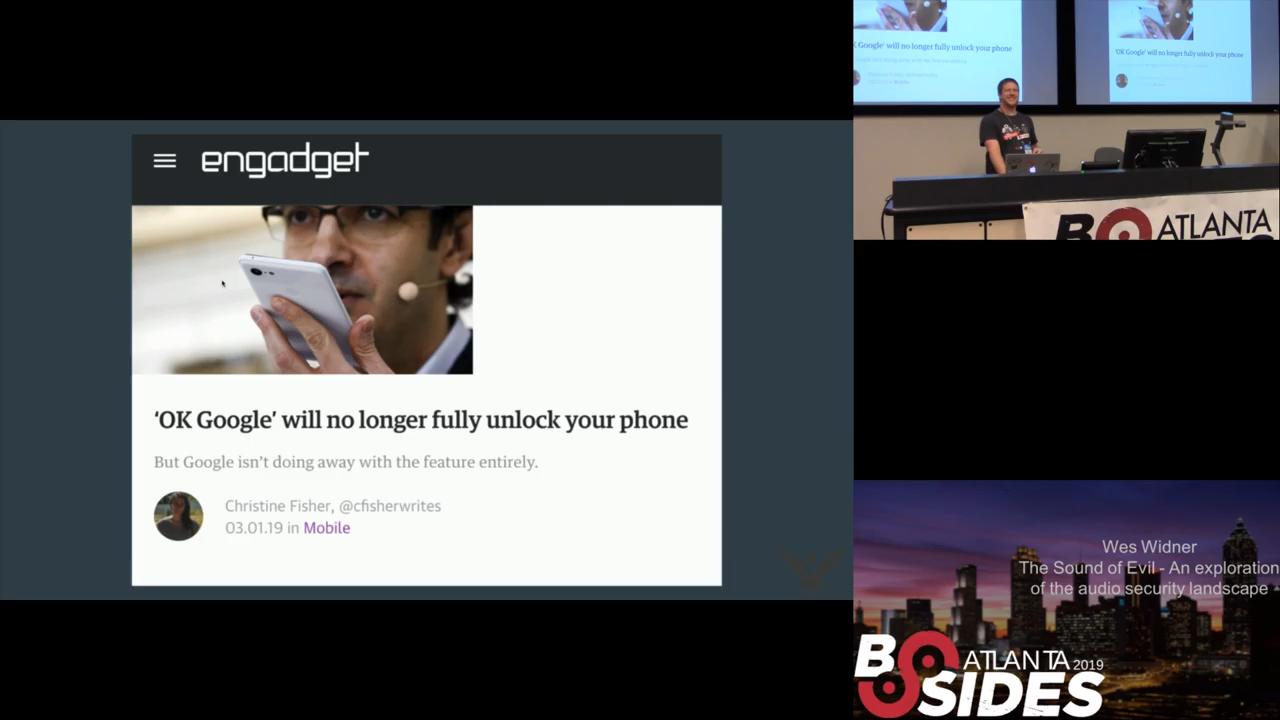 engadget
‘OK Google’ will no longer fully unlock your phone
But Google isn’t doing away with the feature entirely.
Christine Fisher, @cfisherwrites
03.01.19 in Mobile
K Google' will no longer fully unlock your phone
'OK Google' will no longer fully unlock your phone
B ATLANTA
Wes Widner
The Sound of Evil - An exploration
of the audio security landscape
B ATLANTA 2019
SIDES